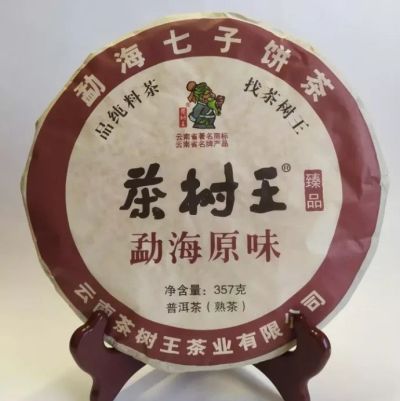 勐海七子饼茶
品纯料茶
找茶树王
云南省著名商标
云南省名牌产品
茶树王®
臻品
勐海原味
净含量：357克
普洱茶（熟茶）
云南茶树王茶业有限公司